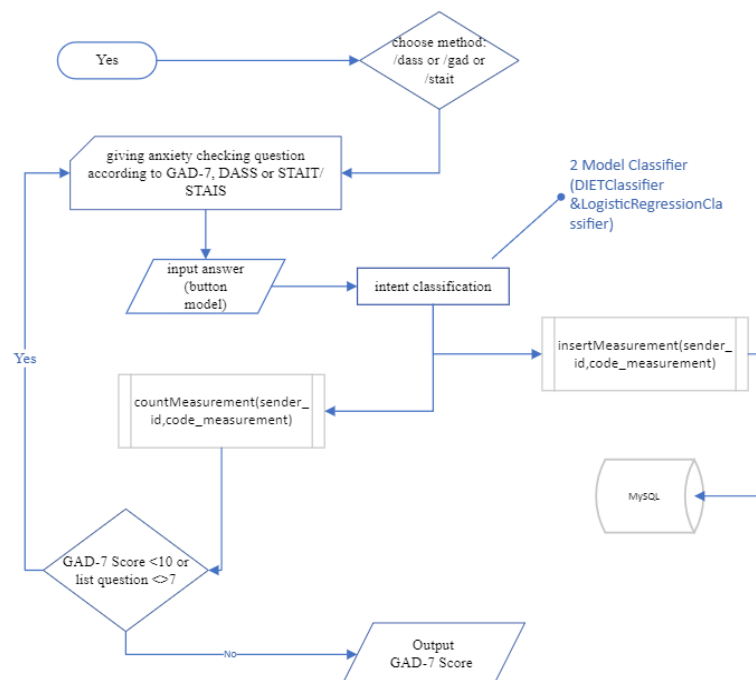 Yes
choose method:
/dass or /gad or
/stait
giving anxiety checking question
according to GAD-7, DASS or STAIT/
STAIS
2 Model Classifier
(DIETClassifier
&LogisticRegressionCla
ssifier)
input answer
(button
model)
intent classification
insertMeasurement(sender_
id,code_measurement)
Yes
countMeasurement(sender_
id,code_measurement)
MySQL
GAD-7 Score <10 or
list question <>7
No
Output
GAD-7 Score